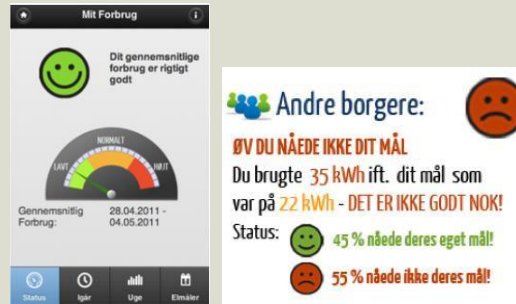 Mit Forbrug
Dit gennemsnitlige
forbrug er rigtigt
godt
NORMALT
LAVT
HØJT
Gennemsnitlig
Forbrug:
28.04.2011 -
04.05.2011
Status
Igår
Uge
Elmåler
Andre borgere:
ØV DU NÅEDE IKKE DIT MÅL
Du brugte 35 kWh ift. dit mål som
var på 22 kWh - DET ER IKKE GODT NOK!
Status:
45 % nåede deres eget mål!
55 % nåede ikke deres mål!